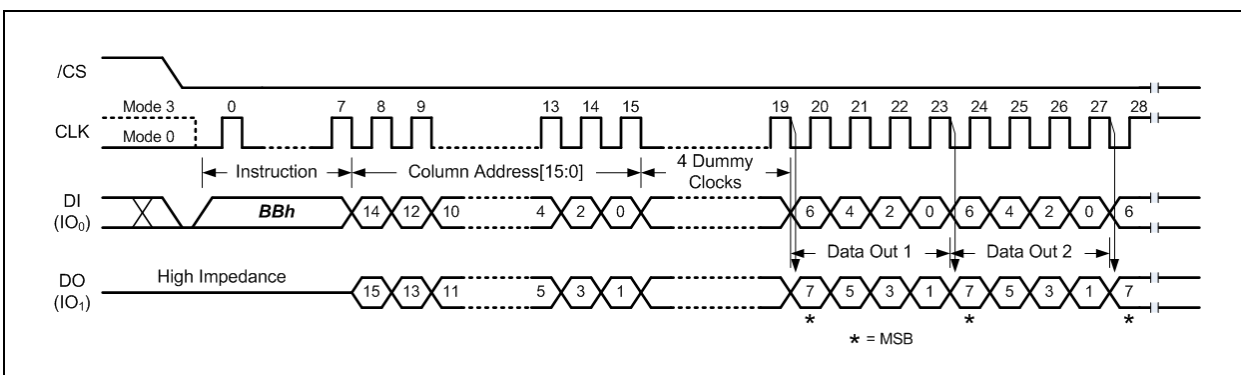 /CS
Mode 3
0 7 8 9 13 14 15 19 20 21 22 23 24 25 26 27 28
CLK
Mode 0
Instruction
Column Address[15:0]
4 Dummy
Clocks
DI
(IO0)
BBh
14 12 10 4 2 0 6 4 2 0 6 4 2 0 6
Data Out 1
Data Out 2
High Impedance
DO
(IO1)
15 13 11 5 3 1 7 5 3 1 7 5 3 1 7
* * *
* = MSB